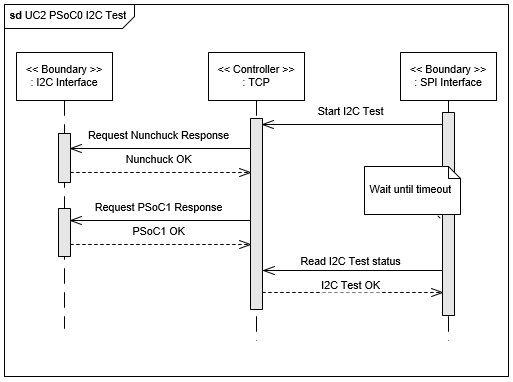 sd UC2 PSoC0 I2C Test
<< Boundary >>
: I2C Interface
<< Controller >>
: TCP
<< Boundary >>
: SPI Interface
Start I2C Test
Request Nunchuck Response
Nunchuck OK
Wait until timeout
Request PSoC1 Response
PSoC1 OK
Read I2C Test status
I2C Test OK